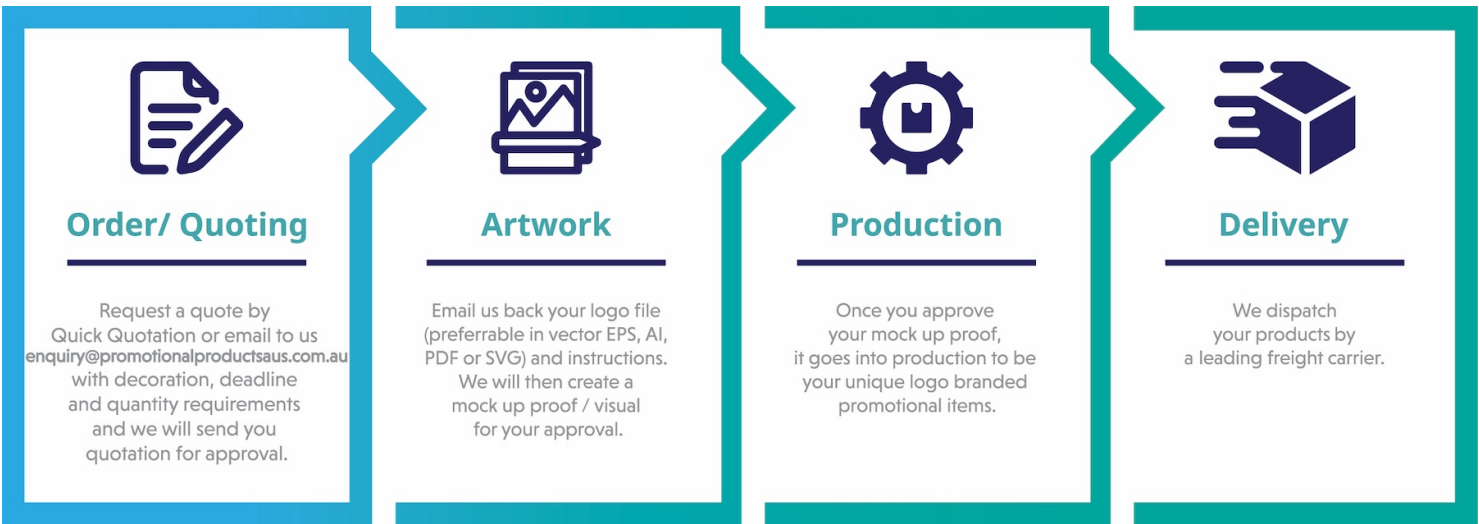 Order/ Quoting
Request a quote by
Quick Quotation or email to us
enquiry@promotionalproductsaus.com.au
with decoration, deadline
and quantity requirements
and we will send you
quotation for approval.
Artwork
Email us back your logo file
(preferrable in vector EPS, AI,
PDF or SVG) and instructions.
We will then create a
mock up proof / visual
for your approval.
Production
Once you approve
your mock up proof,
it goes into production to be
your unique logo branded
promotional items.
Delivery
We dispatch
your products by
a leading freight carrier.